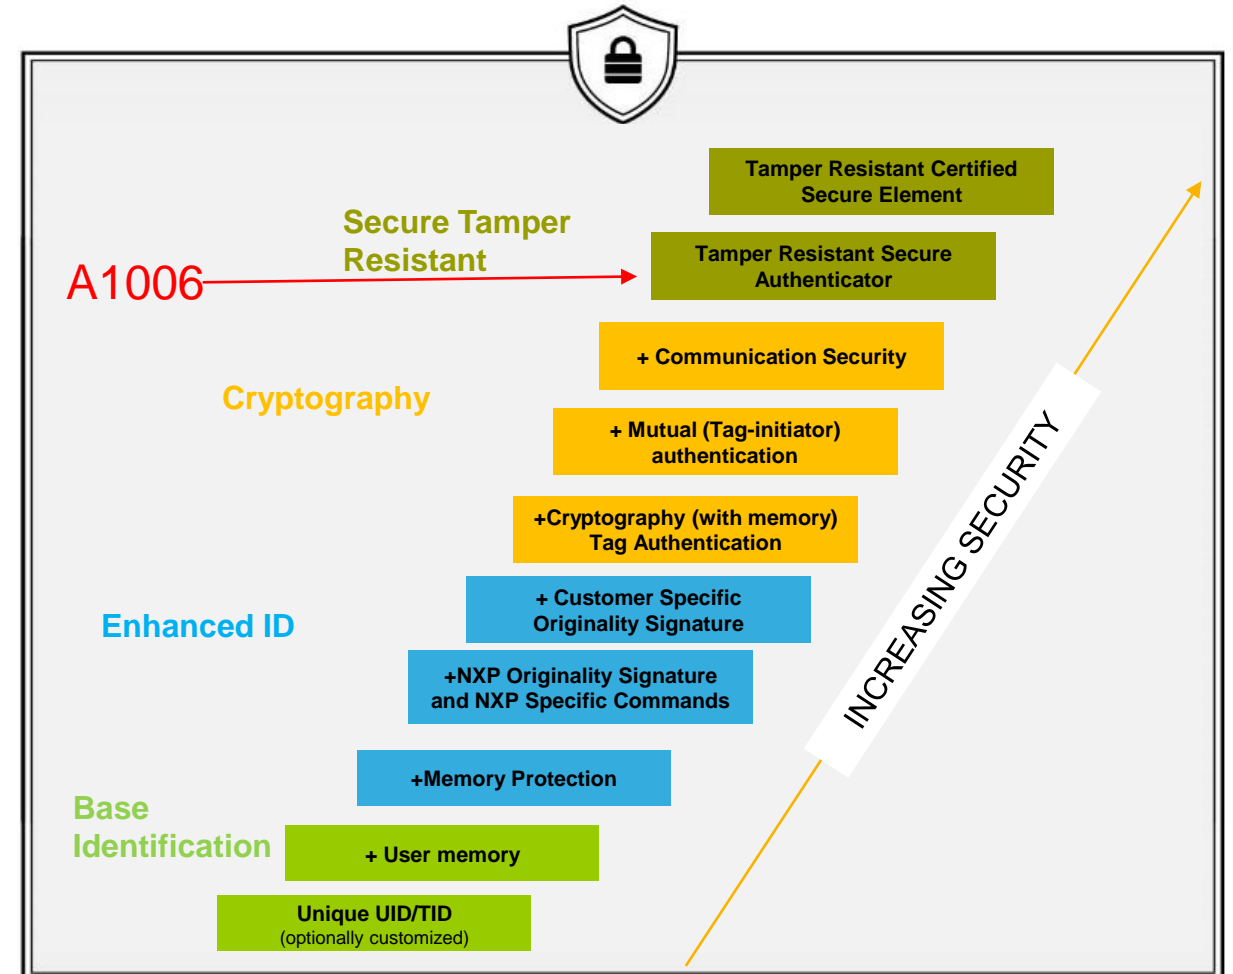 Tamper Resistant Certified
Secure Element
Secure Tamper
Resistant
Tamper Resistant Secure
Authenticator
A1006
+ Communication Security
Cryptography
+ Mutual (Tag-initiator)
authentication
+Cryptography (with memory)
Tag Authentication
INCREASING SECURITY
+ Customer Specific
Originality Signature
Enhanced ID
+NXP Originality Signature
and NXP Specific Commands
+Memory Protection
Base
Identification
+ User memory
Unique UID/TID
(optionally customized)